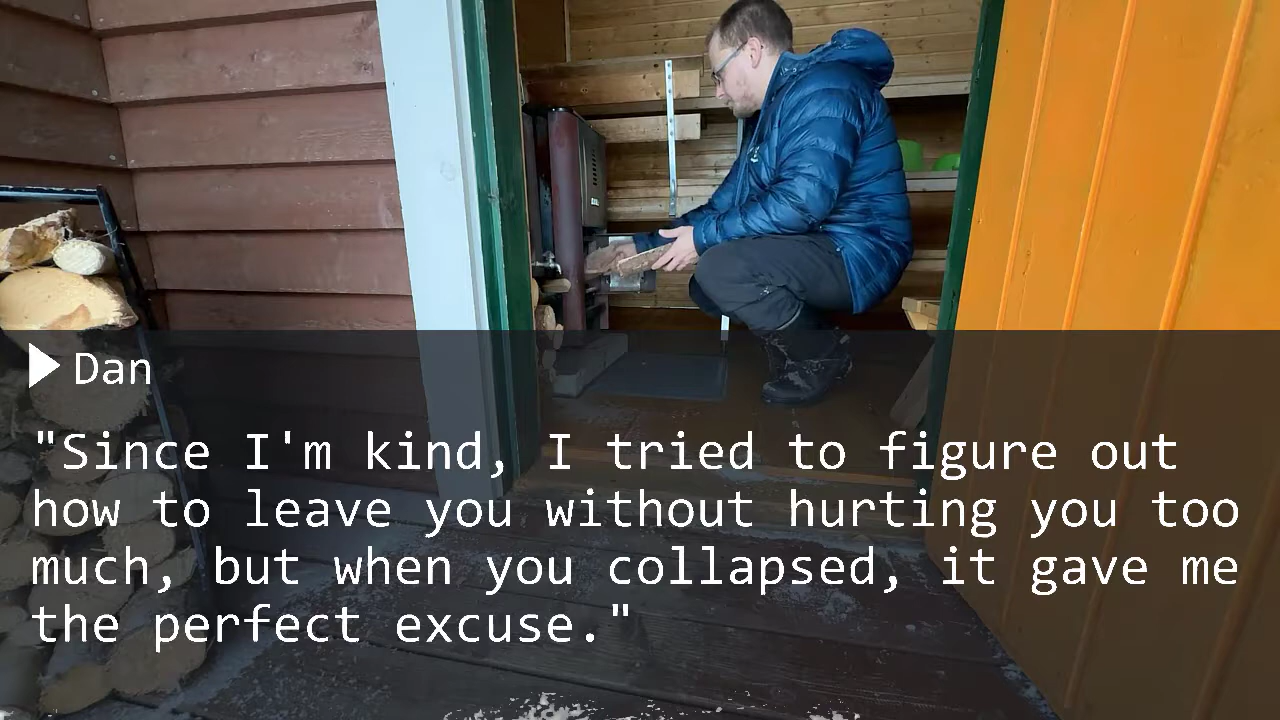 Dan
"Since I'm kind, I tried to figure out
how to leave you without hurting you too
much, but when you collapsed, it gave me
the perfect excuse."